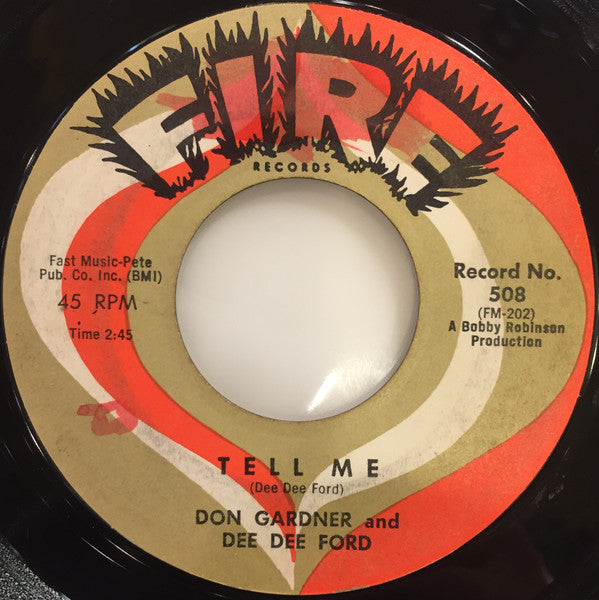 FIRE
RECORDS
Fast Music-Pete
Pub. Co. Inc. (BMI)
45 RPM
Time 2:45
Record No.
508
(FM-202)
A Bobby Robinson
Production
TELL ME
(Dee Dee Ford)
DON GARDNER and
DEE DEE FORD